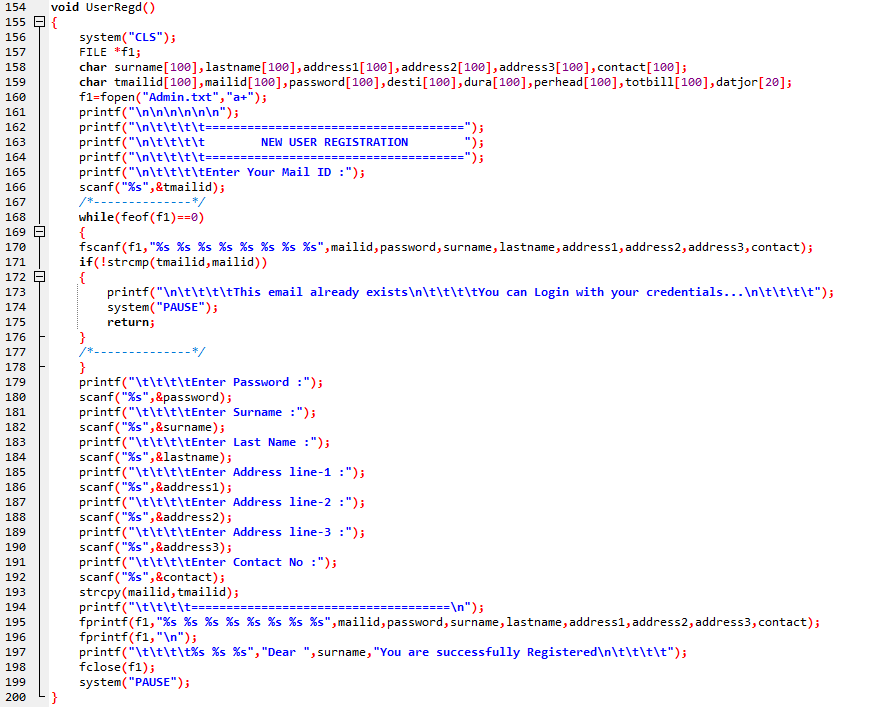 154 void UserRegd()
155 {
156 system("CLS");
157 FILE *f1;
158 char surname[100],lastname[100],address1[100],address2[100],address3[100],contact[100];
159 char tmailid[100],mailid[100],password[100],desti[100],dura[100],perhead[100],totbill[100],datjor[20];
160 f1=fopen("Admin.txt","a+");
161 printf("\n\n\n\n\n\n");
162 printf("\n\t\t\t\t=====================================");
163 printf("\n\t\t\t\t        NEW USER REGISTRATION        ");
164 printf("\n\t\t\t\t=====================================");
165 printf("\n\t\t\t\tEnter Your Mail ID :");
166 scanf("%s",&tmailid);
167 /*--------------*/
168 while(feof(f1)==0)
169 {
170 fscanf(f1,"%s %s %s %s %s %s %s %s",mailid,password,surname,lastname,address1,address2,address3,contact);
171 if(!strcmp(tmailid,mailid))
172 {
173 printf("\n\t\t\t\tThis email already exists\n\t\t\t\tYou can Login with your credentials...\n\t\t\t\t");
174 system("PAUSE");
175 return;
176 }
177 /*--------------*/
178 }
179 printf("\t\t\t\tEnter Password :");
180 scanf("%s",&password);
181 printf("\t\t\t\tEnter Surname :");
182 scanf("%s",&surname);
183 printf("\t\t\t\tEnter Last Name :");
184 scanf("%s",&lastname);
185 printf("\t\t\t\tEnter Address line-1 :");
186 scanf("%s",&address1);
187 printf("\t\t\t\tEnter Address line-2 :");
188 scanf("%s",&address2);
189 printf("\t\t\t\tEnter Address line-3 :");
190 scanf("%s",&address3);
191 printf("\t\t\t\tEnter Contact No :");
192 scanf("%s",&contact);
193 strcpy(mailid,tmailid);
194 printf("\t\t\t\t=====================================\n");
195 fprintf(f1,"%s %s %s %s %s %s %s %s",mailid,password,surname,lastname,address1,address2,address3,contact);
196 fprintf(f1,"\n");
197 printf("\t\t\t\t%s %s %s","Dear ",surname,"You are successfully Registered\n\t\t\t\t");
198 fclose(f1);
199 system("PAUSE");
200 }